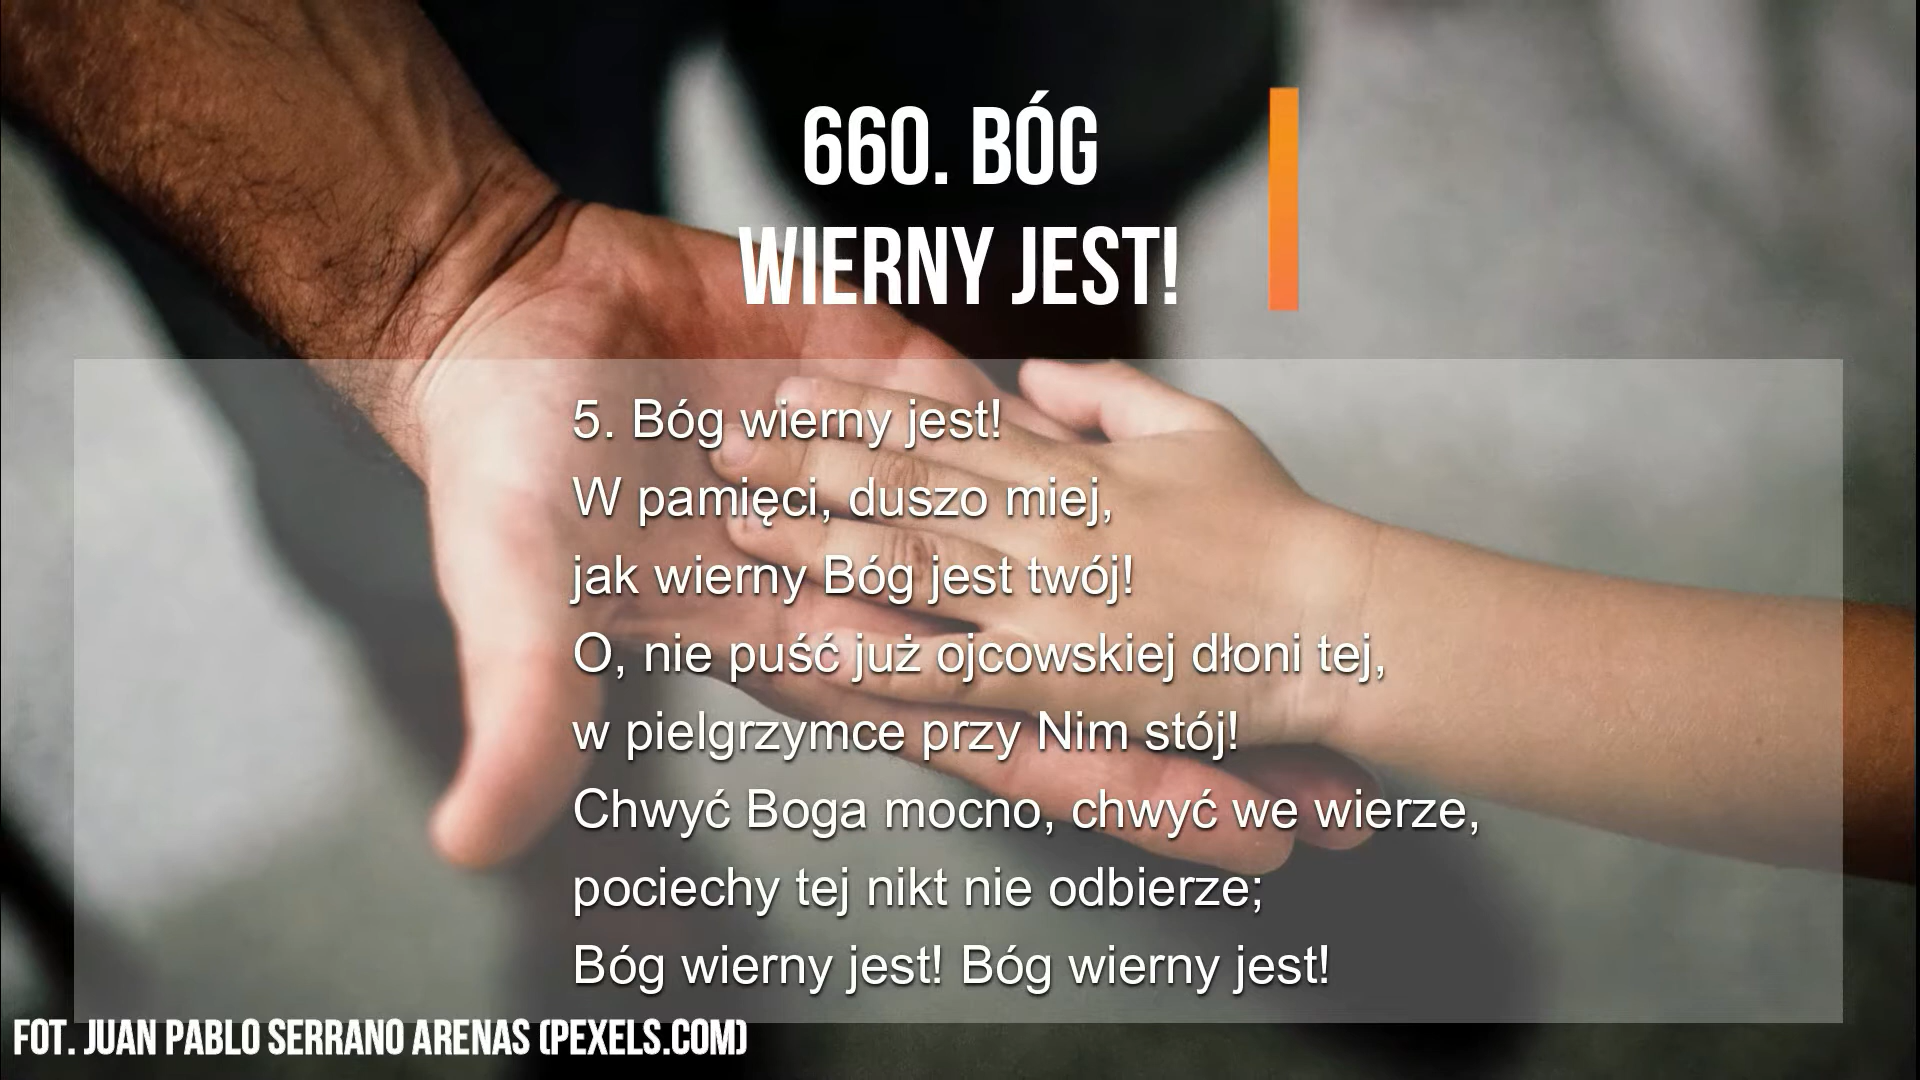 660. BÓG
WIERNY JEST!
5. Bóg wierny jest!
W pamięci, duszo miej,
jak wierny Bóg jest twój!
O, nie puść już ojcowskiej dłoni tej,
w pielgrzymce przy Nim stój!
Chwyć Boga mocno, chwyć we wierze,
pociechy tej nikt nie odbierze;
Bóg wierny jest! Bóg wierny jest!
FOT. JUAN PABLO SERRANO ARENAS (PEXELS.COM)